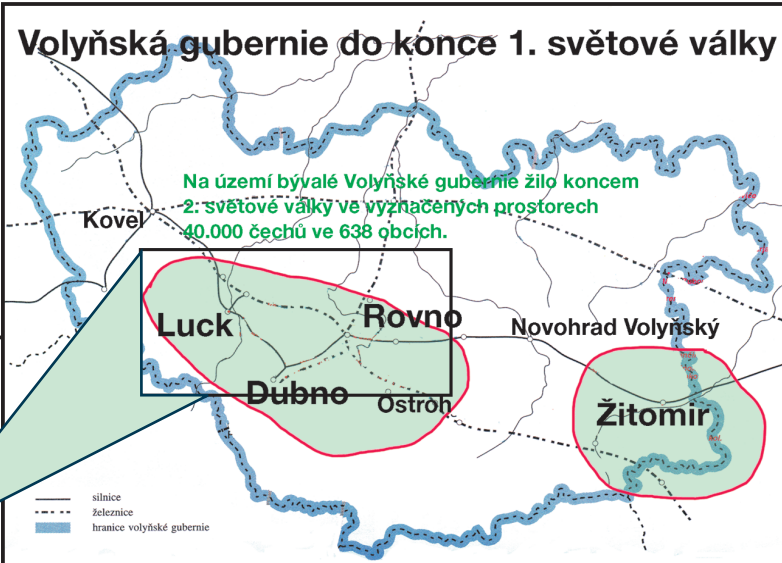 Volyňská gubernie do konce 1. světové války
Na území bývalé Volyňské gubernie žilo koncem
2. světové války ve vyznačených prostorech
40.000 čechů ve 638 obcích.
Kovel
Luck
Rovno
Novohrad Volyňský
Dubno
Ostroh
Žitomir
silnice
železnice
hranice volyňské gubernie